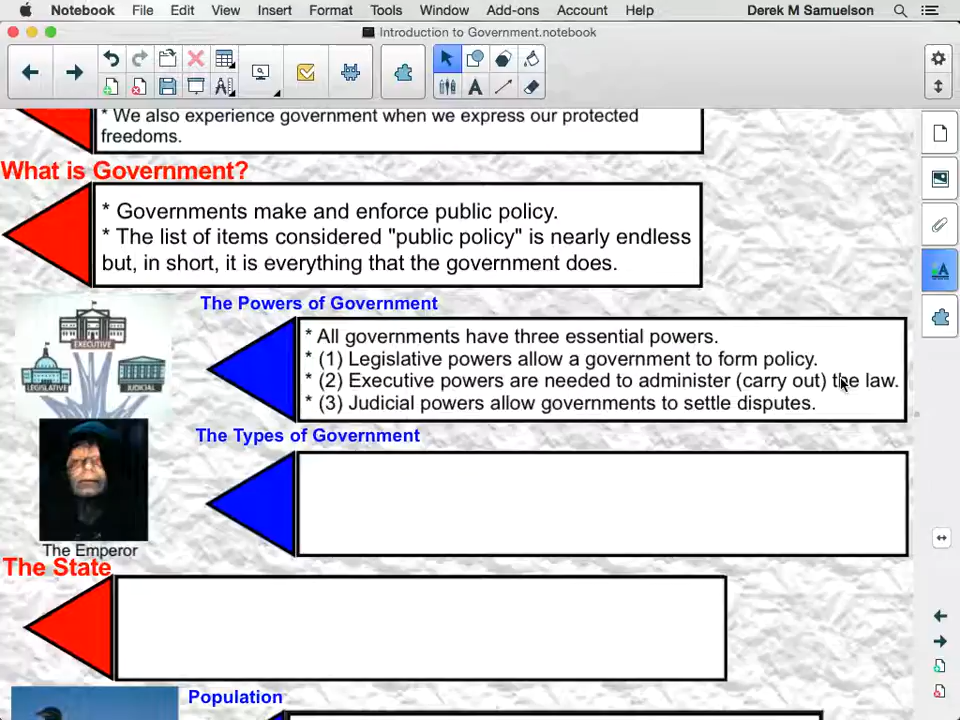 Notebook File Edit View Insert Format Tools Window Add-ons Account Help Derek M Samuelson
Introduction to Government.notebook
* We also experience government when we express our protected
freedoms.
What is Government?
* Governments make and enforce public policy.
* The list of items considered "public policy" is nearly endless
but, in short, it is everything that the government does.
The Powers of Government
EXECUTIVE
LEGISLATIVE
JUDICIAL
* All governments have three essential powers.
* (1) Legislative powers allow a government to form policy.
* (2) Executive powers are needed to administer (carry out) the law.
* (3) Judicial powers allow governments to settle disputes.
The Types of Government
The Emperor
The State
Population